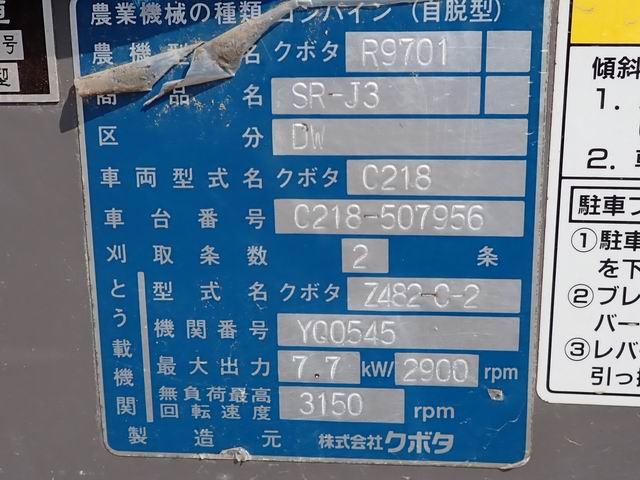 農業機械の種類 コンバイン (自脱型)
農機型 名 クボタ R9701
商品名 SR-J3
区分 DW
車両型式名 クボタ C218
車台番号 C218-507956
刈取条数 2 条
とう載機関
型式名 クボタ Z482-C-2
機関番号 YQ0545
最大出力 7.7 kW/ 2900 rpm
無負荷最高回転速度 3150 rpm
製造元 株式会社クボタ
号
型
傾斜
1.
2.
駐車ブ
①駐車
を下
②ブレ
バー
③レバ
引っ